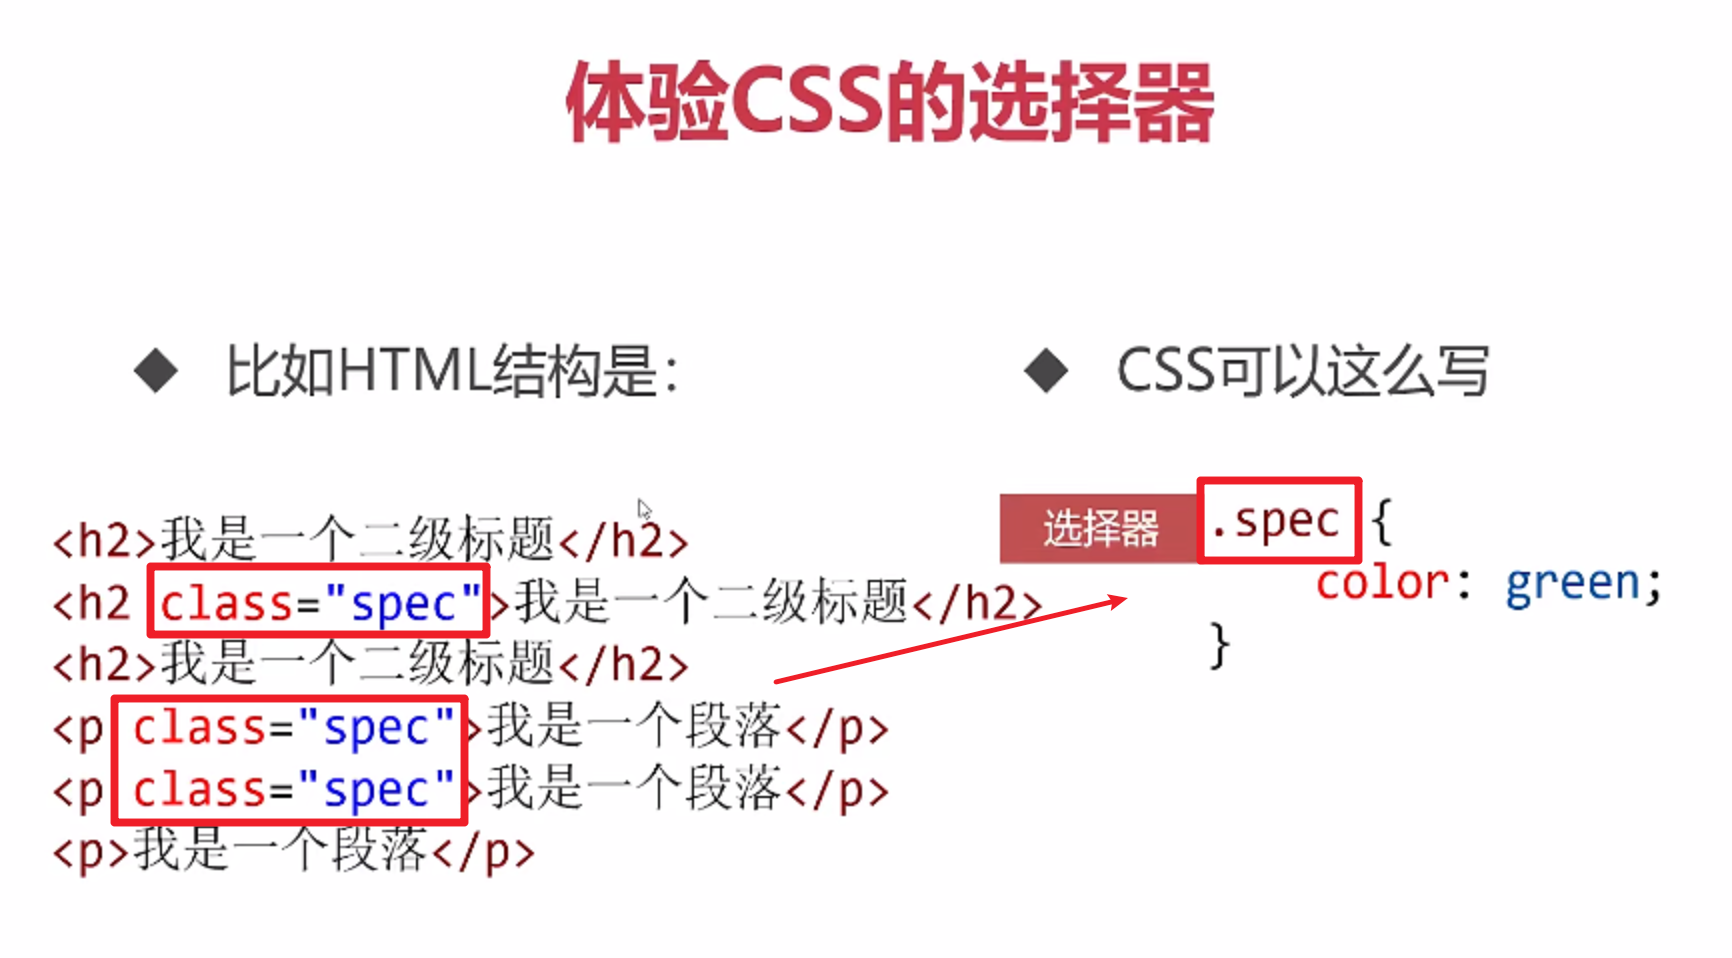 体验CSS的选择器
比如HTML结构是：
<h2>我是一个二级标题</h2>
<h2 class="spec">我是一个二级标题</h2>
<h2>我是一个二级标题</h2>
<p class="spec">我是一个段落</p>
<p class="spec">我是一个段落</p>
<p>我是一个段落</p>
CSS可以这么写
选择器
.spec {
color: green;
}